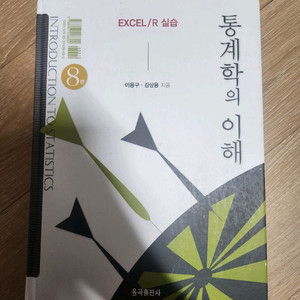 EXCEL/R 실습
통계학의 이해
8판
이용구·김삼용 지음
INTRODUCTION TO STATISTICS
율곡출판사